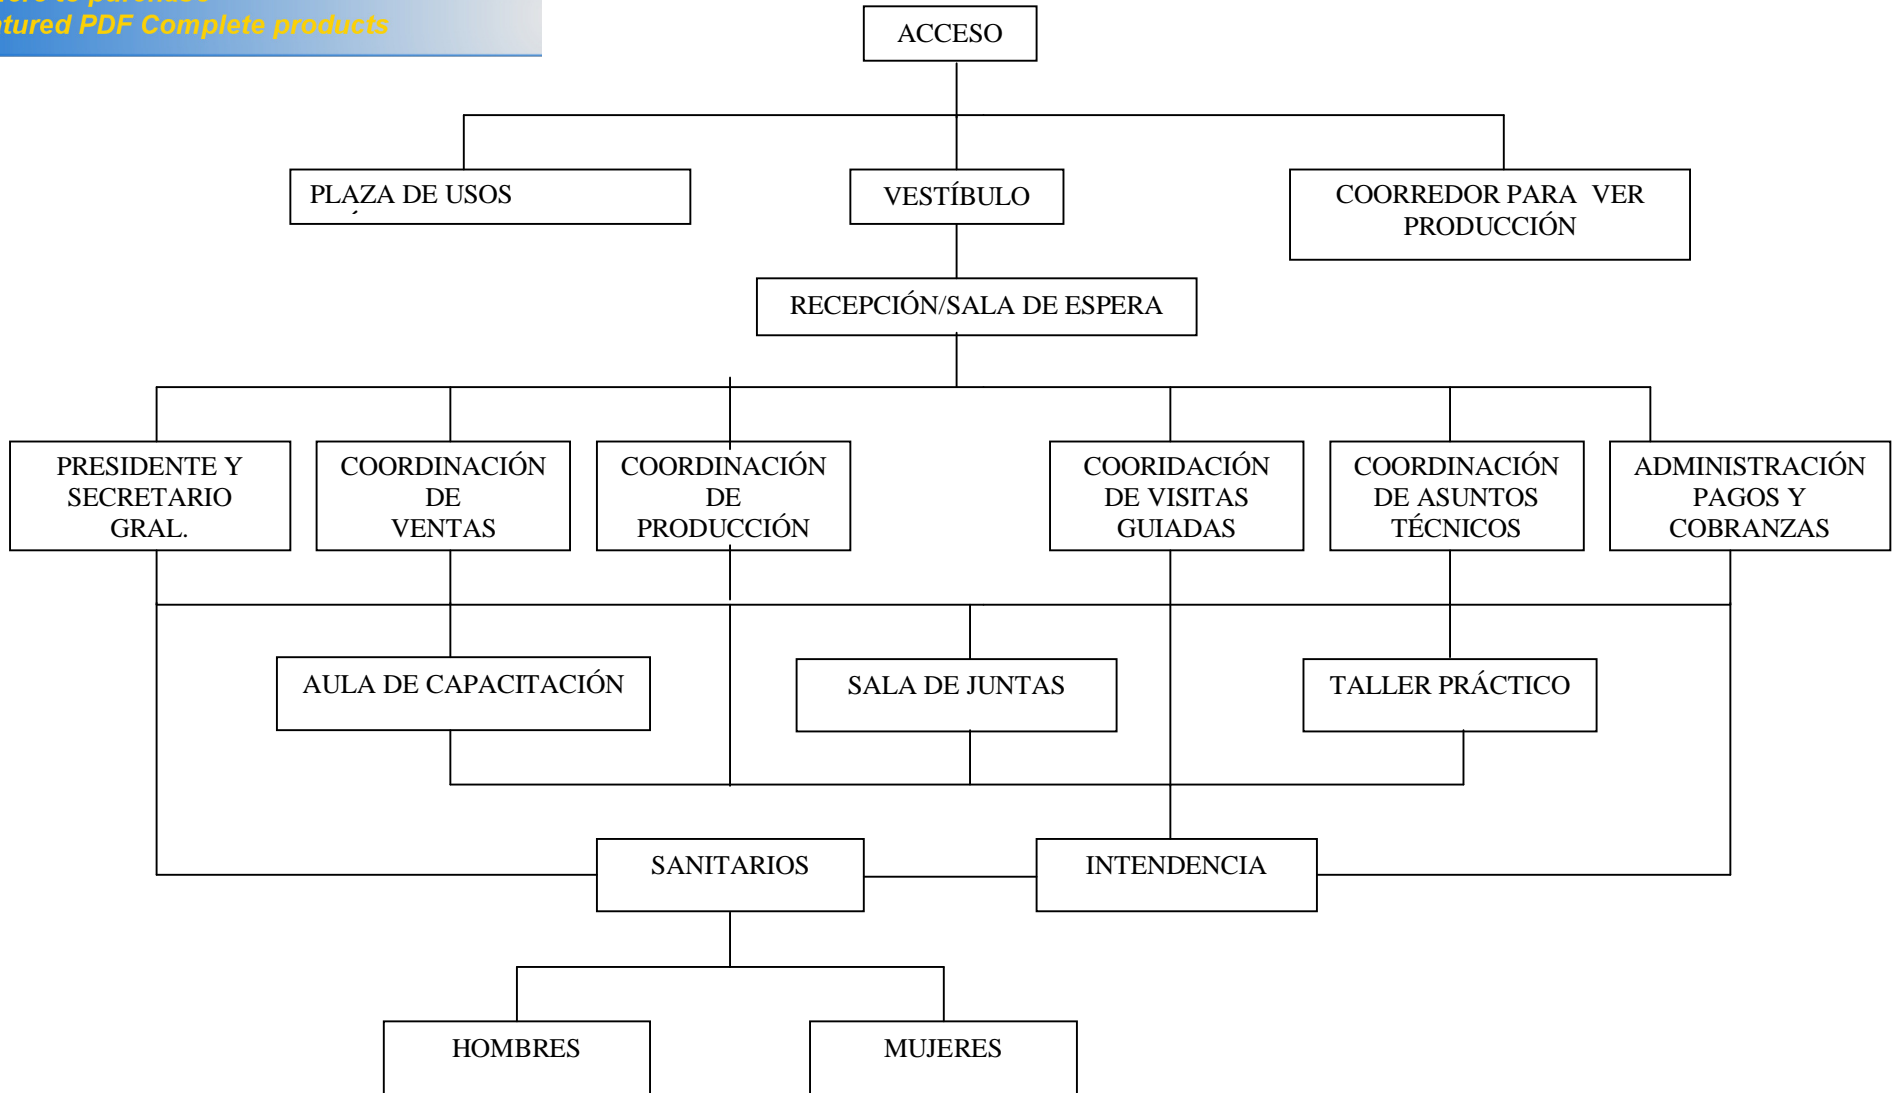 to purchase
PDF Complete products
ACCESO
PLAZA DE USOS
VESTÍBULO
COORREDOR PARA VER
PRODUCCIÓN
RECEPCIÓN/SALA DE ESPERA
PRESIDENTE Y
SECRETARIO
GRAL.
COORDINACIÓN
DE
VENTAS
COORDINACIÓN
DE
PRODUCCIÓN
COORIDACIÓN
DE VISITAS
GUIADAS
COORDINACIÓN
DE ASUNTOS
TÉCNICOS
ADMINISTRACIÓN
PAGOS Y
COBRANZAS
AULA DE CAPACITACIÓN
SALA DE JUNTAS
TALLER PRÁCTICO
SANITARIOS
INTENDENCIA
HOMBRES
MUJERES